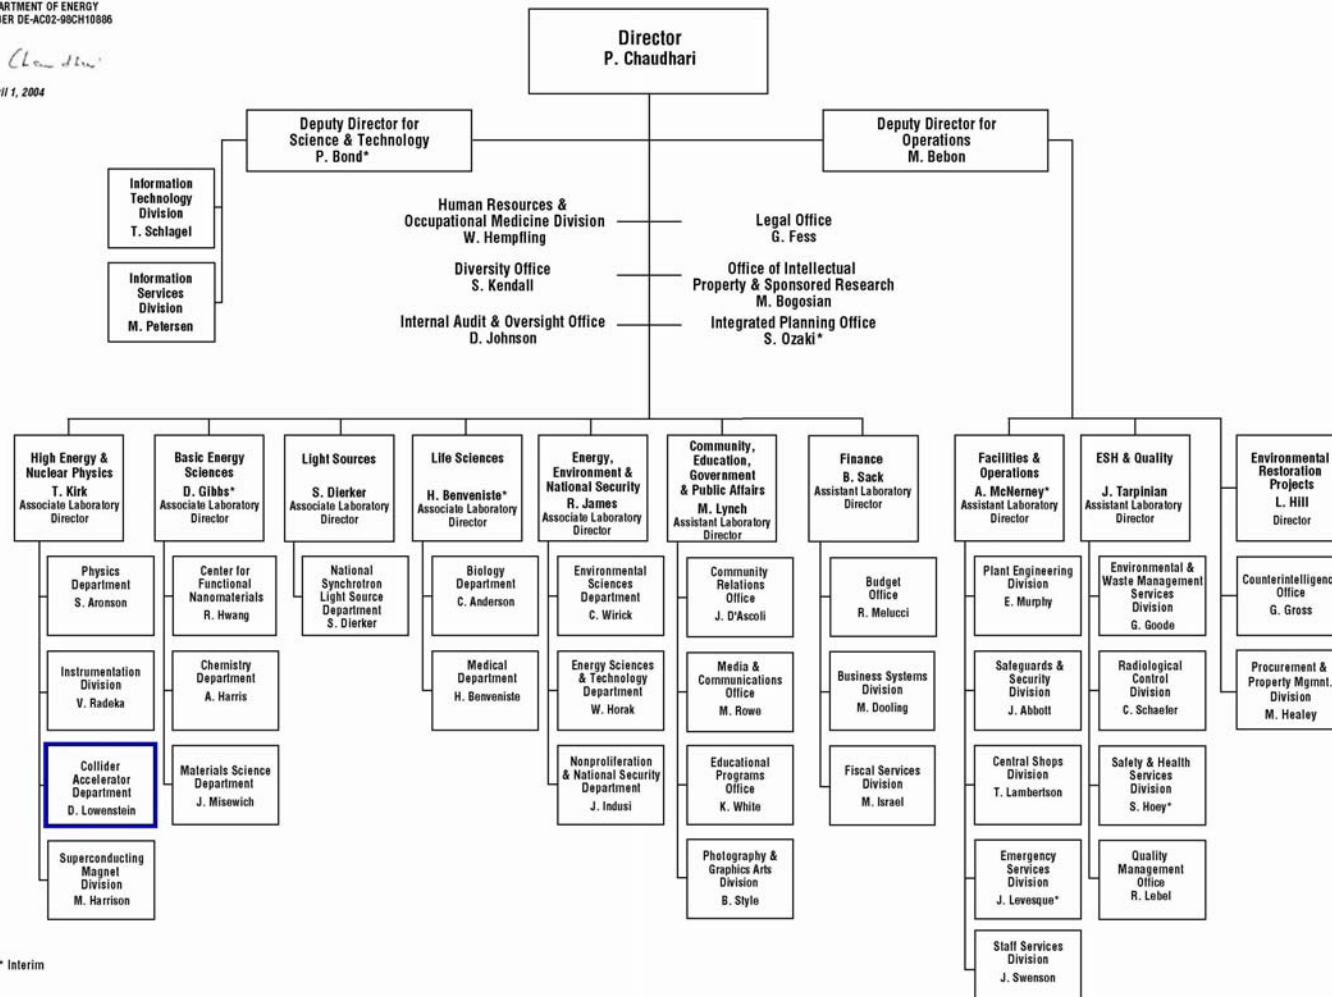 ARTMENT OF ENERGY
BER DE-AC02-98CH10886
Chaudhari
il 1, 2004
Director
P. Chaudhari
Deputy Director for
Science & Technology
P. Bond*
Deputy Director for
Operations
M. Bebon
Information
Technology
Division
T. Schlagel
Information
Services
Division
M. Petersen
Human Resources &
Occupational Medicine Division
W. Hempfling
Legal Office
G. Fess
Diversity Office
S. Kendall
Office of Intellectual
Property & Sponsored Research
M. Bogosian
Internal Audit & Oversight Office
D. Johnson
Integrated Planning Office
S. Ozaki*
High Energy &
Nuclear Physics
T. Kirk
Associate Laboratory
Director
Basic Energy
Sciences
D. Gibbs*
Associate Laboratory
Director
Light Sources
S. Dierker
Associate Laboratory
Director
Life Sciences
H. Benveniste*
Associate Laboratory
Director
Energy,
Environment &
National Security
R. James
Associate Laboratory
Director
Community,
Education,
Government
& Public Affairs
M. Lynch
Assistant Laboratory
Director
Finance
B. Sack
Assistant Laboratory
Director
Facilities &
Operations
A. McNerney*
Assistant Laboratory
Director
ESH & Quality
J. Tarpinian
Assistant Laboratory
Director
Environmental
Restoration
Projects
L. Hill
Director
Physics
Department
S. Aronson
Instrumentation
Division
V. Radeka
Collider
Accelerator
Department
D. Lowenstein
Superconducting
Magnet
Division
M. Harrison
Center for
Functional
Nanomaterials
R. Hwang
Chemistry
Department
A. Harris
Materials Science
Department
J. Misewich
National
Synchrotron
Light Source
Department
S. Dierker
Biology
Department
C. Anderson
Medical
Department
H. Benveniste
Environmental
Sciences
Department
C. Wirick
Energy Sciences
& Technology
Department
W. Horak
Nonproliferation
& National Security
Department
J. Indusi
Community
Relations
Office
J. D'Ascoli
Media &
Communications
Office
M. Rowe
Educational
Programs
Office
K. White
Photography &
Graphics Arts
Division
B. Style
Budget
Office
R. Melucci
Business Systems
Division
M. Dooling
Fiscal Services
Division
M. Israel
Plant Engineering
Division
E. Murphy
Safeguards &
Security
Division
J. Abbott
Central Shops
Division
T. Lambertson
Emergency
Services
Division
J. Levesque*
Staff Services
Division
J. Swenson
Environmental &
Waste Management
Services
Division
G. Goode
Radiological
Control
Division
C. Schaefer
Safety & Health
Services
Division
S. Hoey*
Quality
Management
Office
R. Lebel
Counterintelligenc
Office
G. Gross
Procurement &
Property Mgmnt.
Division
M. Healey
* Interim